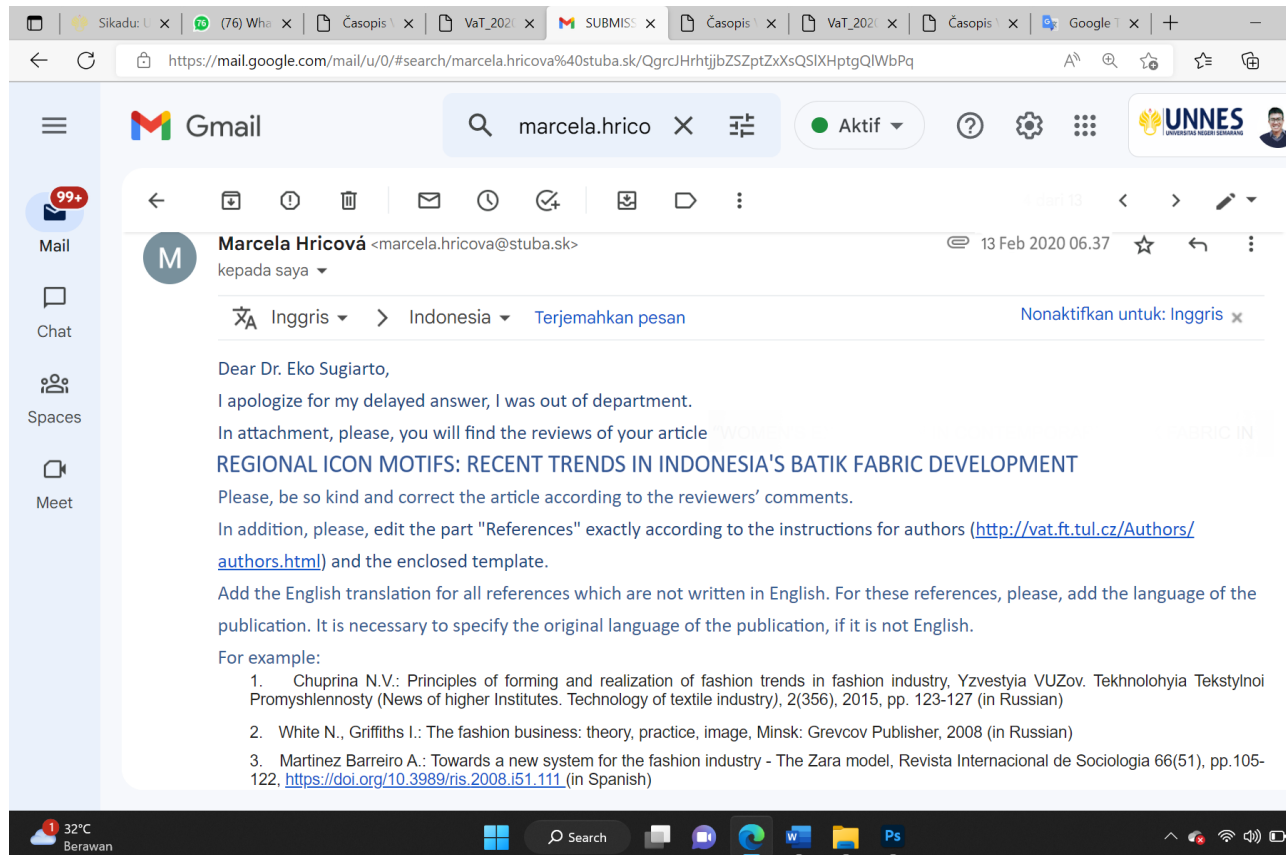 Sikadu: U
(76) Wha
Časopis V
VaT_202
SUBMISS
Časopis
VaT_202
Časopis
Google T
https://mail.google.com/mail/u/0/#search/marcela.hricova%40stuba.sk/QgrcJHrhtjjbZSZptZxXsQSlXHptgQlWbPq
Gmail
marcela.hrico
Aktif
UNNES
UNIVERSITAS NEGERI SEMARANG
99+
Mail
Chat
Spaces
Meet
Marcela Hricová <marcela.hricova@stuba.sk>
13 Feb 2020 06.37
M
kepada saya
Inggris > Indonesia Terjemahkan pesan
Nonaktifkan untuk: Inggris x
Dear Dr. Eko Sugiarto,
I apologize for my delayed answer, I was out of department.
In attachment, please, you will find the reviews of your article
REGIONAL ICON MOTIFS: RECENT TRENDS IN INDONESIA'S BATIK FABRIC DEVELOPMENT
Please, be so kind and correct the article according to the reviewers’ comments.
In addition, please, edit the part "References" exactly according to the instructions for authors (http://vat.ft.tul.cz/Authors/
authors.html) and the enclosed template.
Add the English translation for all references which are not written in English. For these references, please, add the language of the
publication. It is necessary to specify the original language of the publication, if it is not English.
For example:
1. Chuprina N.V.: Principles of forming and realization of fashion trends in fashion industry, Yzvestyia VUZov. Tekhnolohyia Tekstylnoi
Promyshlennosty (News of higher Institutes. Technology of textile industry), 2(356), 2015, pp. 123-127 (in Russian)
2. White N., Griffiths I.: The fashion business: theory, practice, image, Minsk: Grevcov Publisher, 2008 (in Russian)
3. Martinez Barreiro A.: Towards a new system for the fashion industry - The Zara model, Revista Internacional de Sociologia 66(51), pp.105-
122, https://doi.org/10.3989/ris.2008.i51.111 (in Spanish)
1
32°C
Berawan
Search
W
Ps